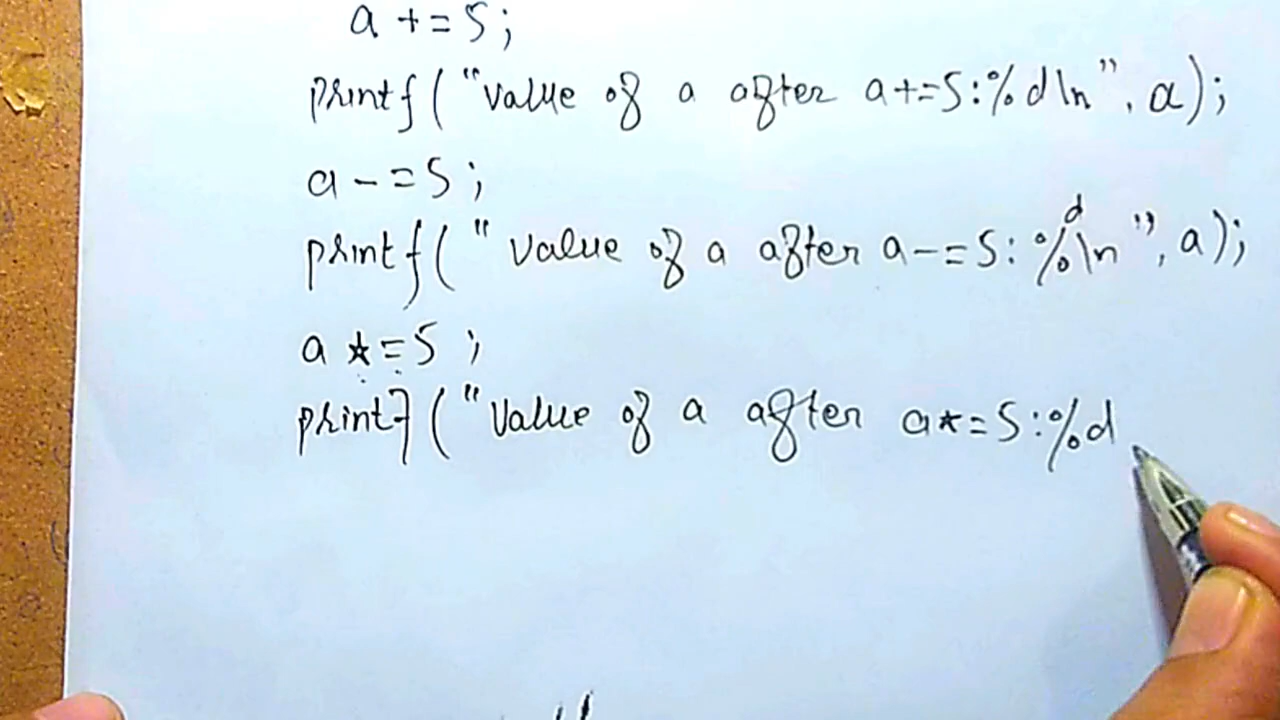 a += 5;
printf("value of a after a+=5:%d\n", a);
a -= 5;
printf("value of a after a-=5:%d\n", a);
a *= 5;
printf("Value of a after a*=5:%d